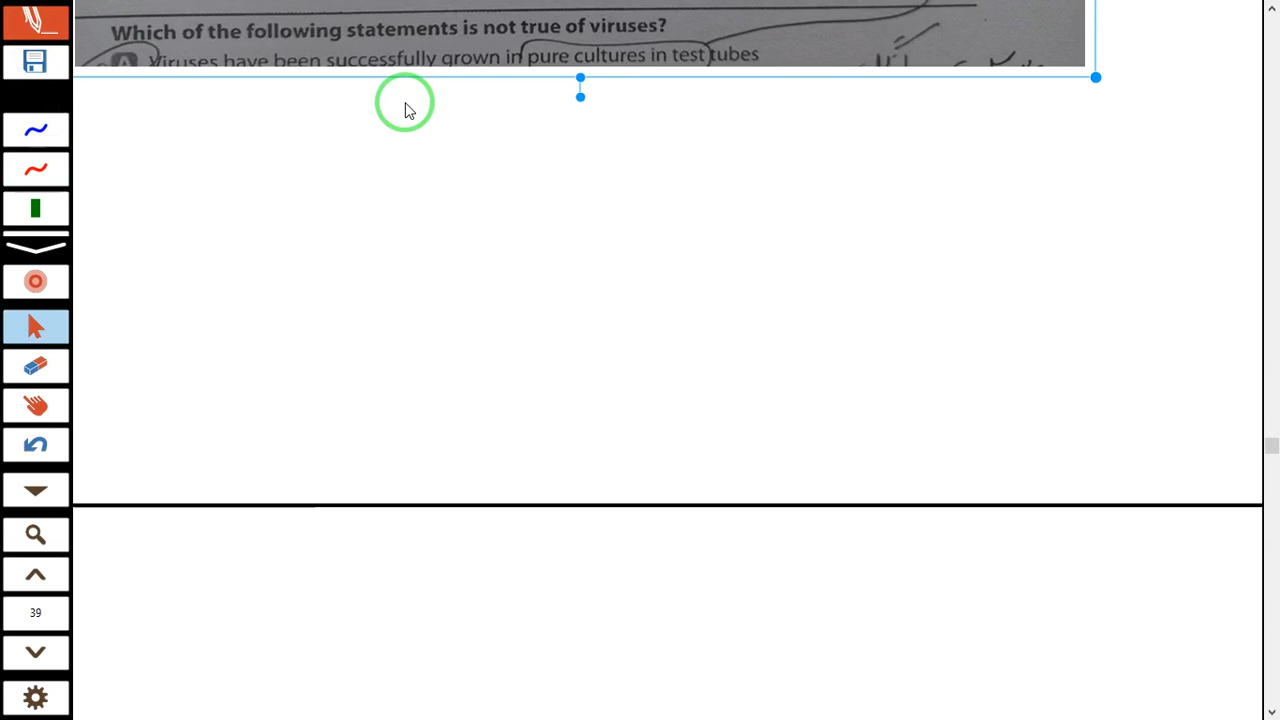 Which of the following statements is not true of viruses?
A Viruses have been successfully grown in pure cultures in test tubes
39